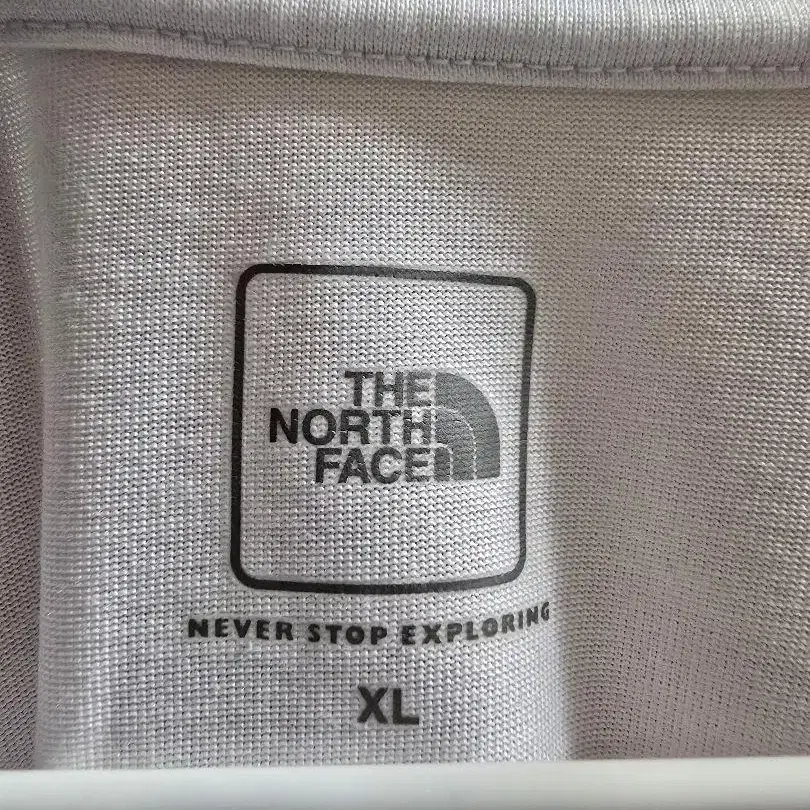 THE
NORTH
FACE
NEVER STOP EXPLORING
XL